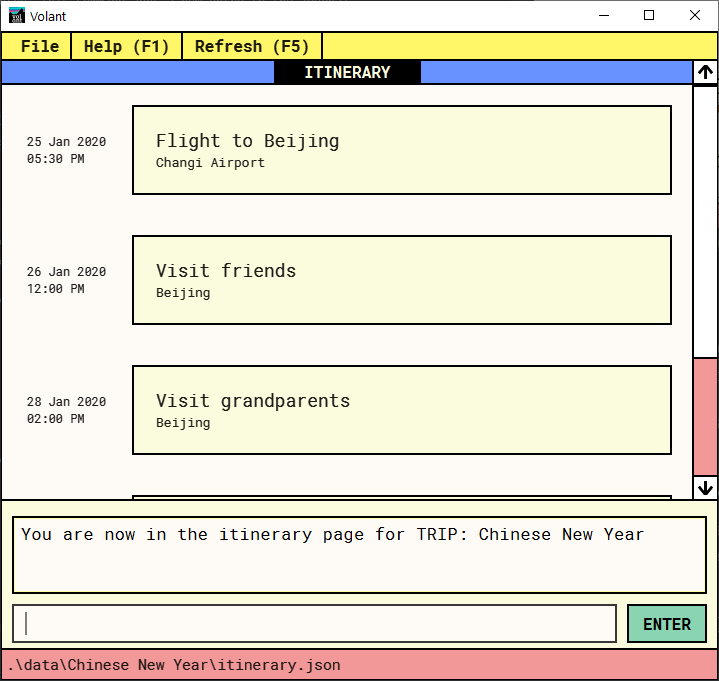 Volant
File Help (F1) Refresh (F5)
ITINERARY
25 Jan 2020
05:30 PM
Flight to Beijing
Changi Airport
26 Jan 2020
12:00 PM
Visit friends
Beijing
28 Jan 2020
02:00 PM
Visit grandparents
Beijing
You are now in the itinerary page for TRIP: Chinese New Year
ENTER
.\data\Chinese New Year\itinerary.json